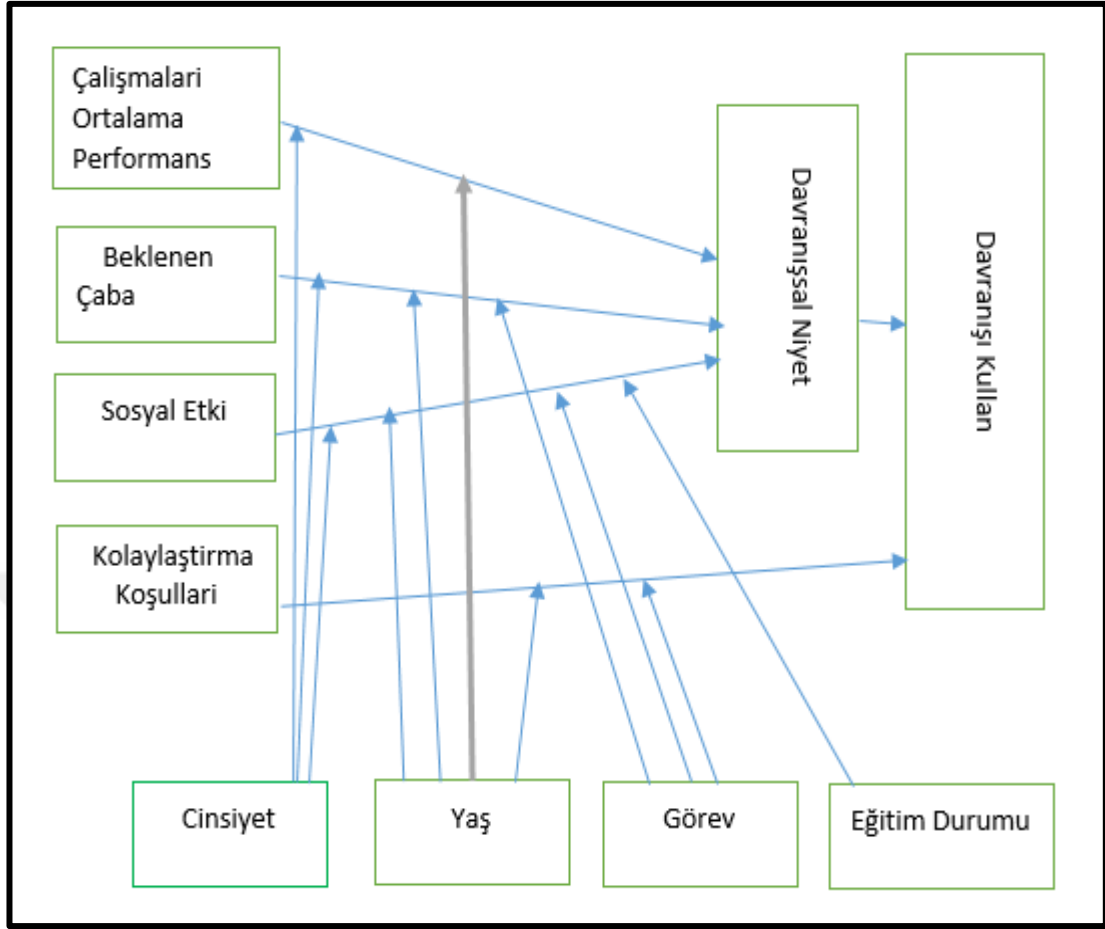 Çalişmalari
Ortalama
Performans
Beklenen
Çaba
Sosyal Etki
Kolaylaştirma
Koşullari
Davranışsal Niyet
Davranışı Kullan
Cinsiyet
Yaş
Görev
Eğitim Durumu